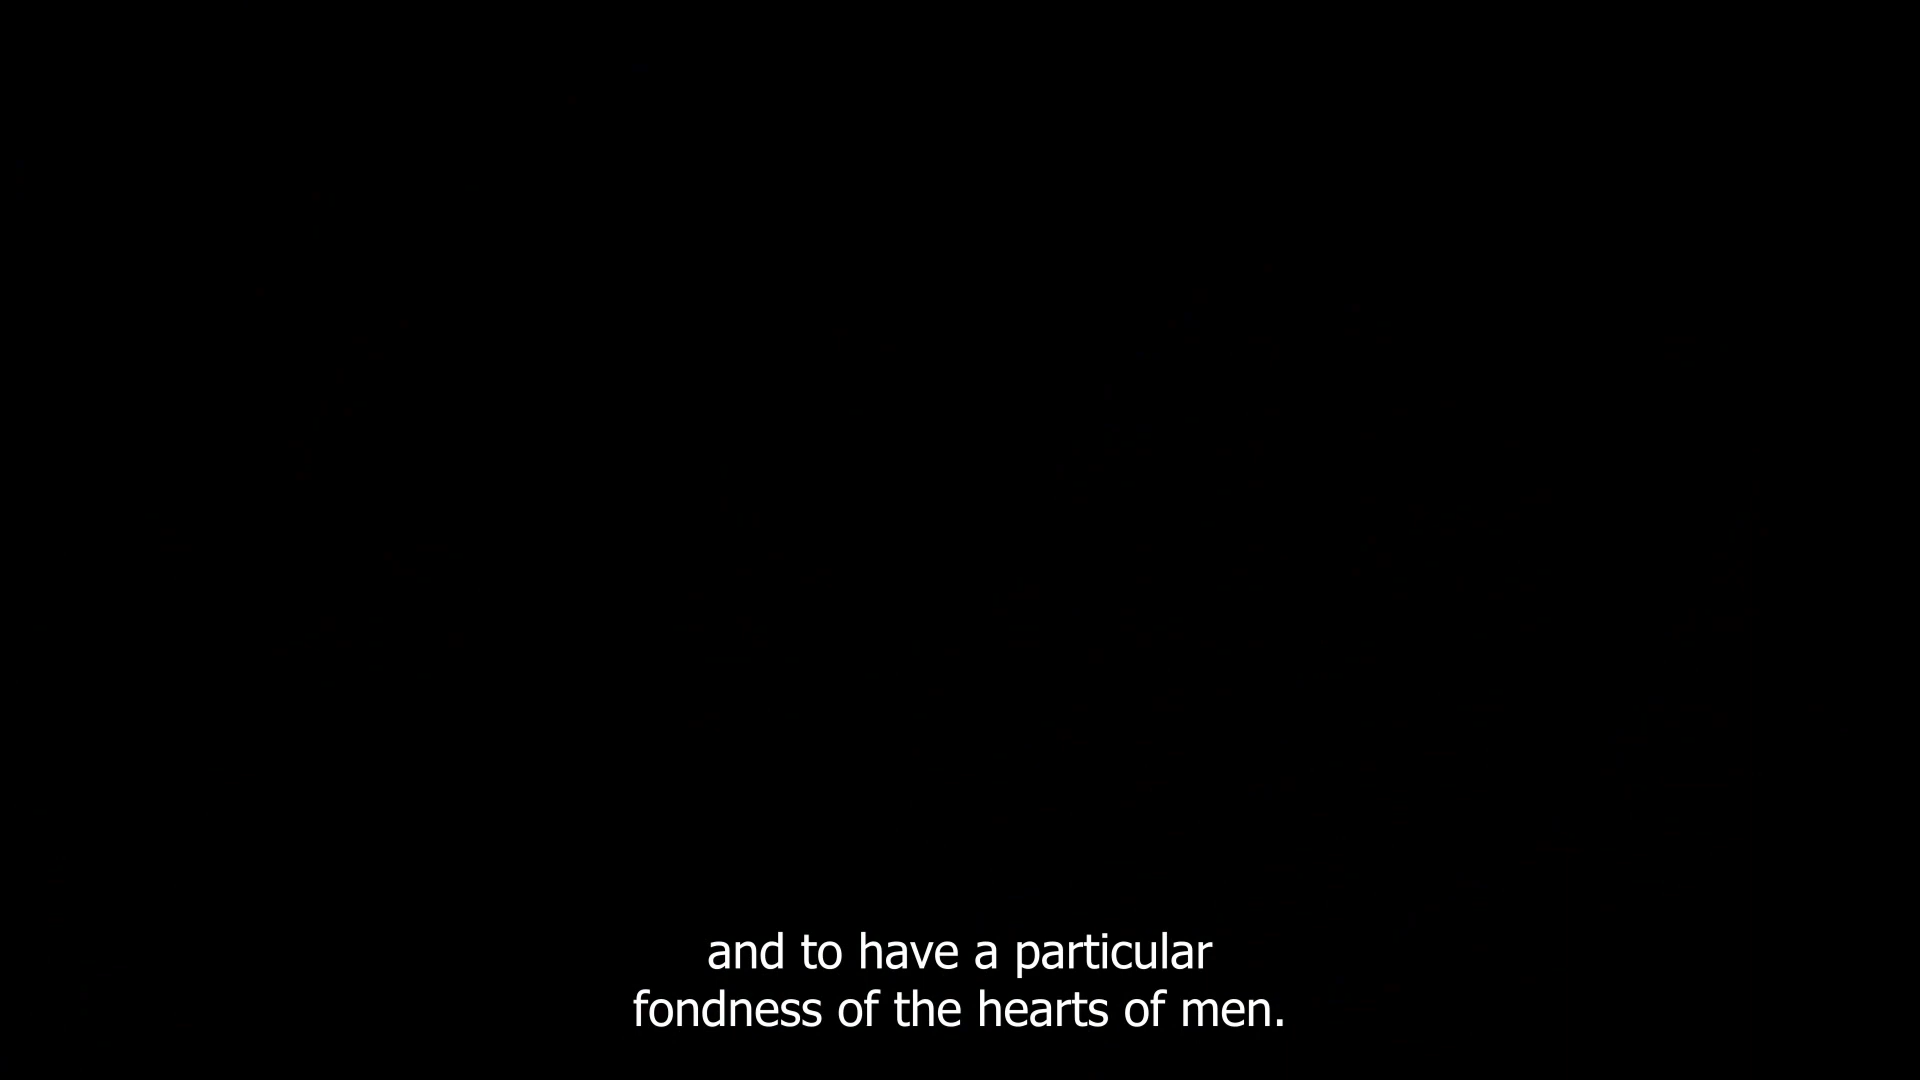 and to have a particular
fondness of the hearts of men.